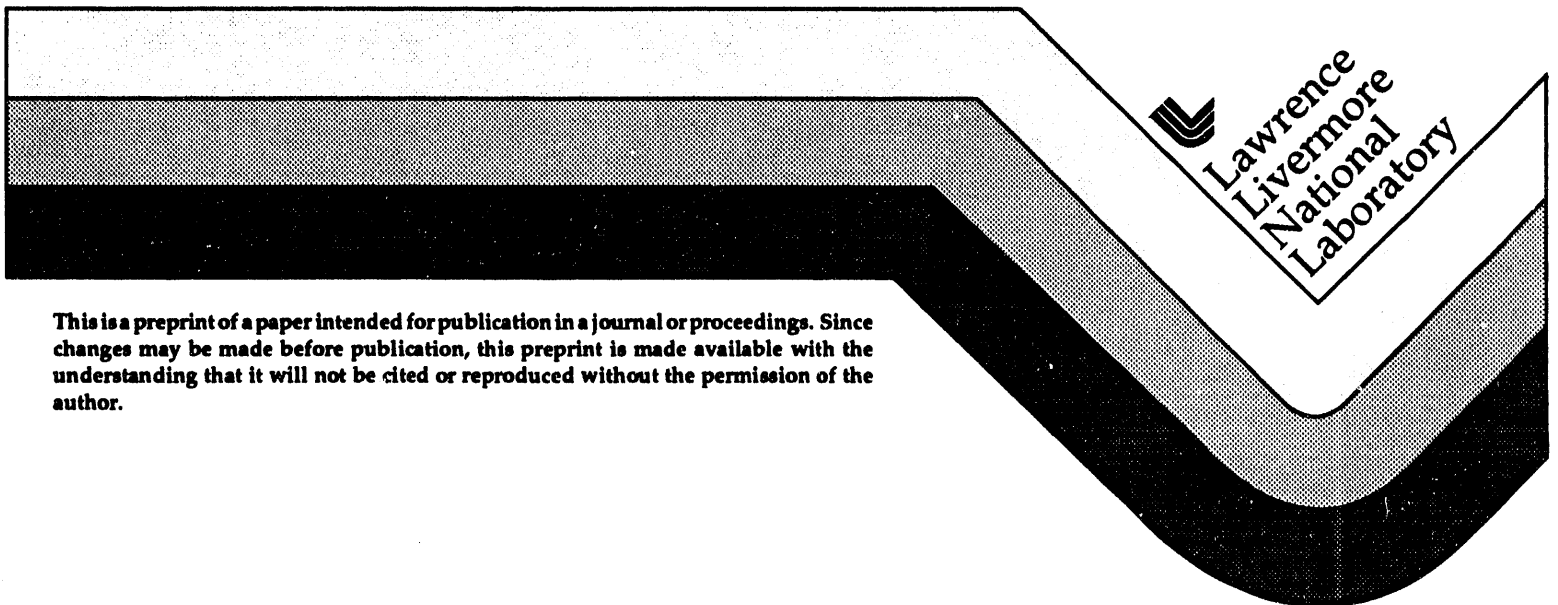 Lawrence
Livermore
National
Laboratory
This is a preprint of a paper intended for publication in a journal or proceedings. Since
changes may be made before publication, this preprint is made available with the
understanding that it will not be cited or reproduced without the permission of the
author.